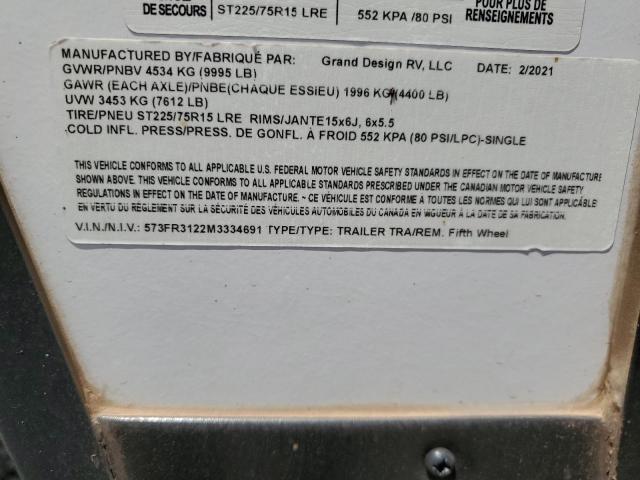 DE SECOURS ST225/75R15 LRE 552 KPA /80 PSI
POUR PLUS DE
RENSEIGNEMENTS
MANUFACTURED BY/FABRIQUÉ PAR: Grand Design RV, LLC DATE: 2/2021
GVWR/PNBV 4534 KG (9995 LB)
GAWR (EACH AXLE)/PNBE(CHAQUE ESSIEU) 1996 KG (4400 LB)
UVW 3453 KG (7612 LB)
TIRE/PNEU ST225/75R15 LRE RIMS/JANTE15x6J, 6x5.5
COLD INFL. PRESS/PRESS. DE GONFL. À FROID 552 KPA (80 PSI/LPC)-SINGLE
THIS VEHICLE CONFORMS TO ALL APPLICABLE U.S. FEDERAL MOTOR VEHICLE SAFETY STANDARDS IN EFFECT ON THE DATE OF MANUFACTURE
SHOWN ABOVE. THIS VEHICLE CONFORMS TO ALL APPLICABLE STANDARDS PRESCRIBED UNDER THE CANADIAN MOTOR VEHICLE SAFETY
REGULATIONS IN EFFECT ON THE DATE OF MANUFACTURE. ~ CE VÉHICULE EST CONFORME A TOUTES LES NORMES QUI LUI SONT APPLICABLES
EN VERTU DU RÈGLEMENT SUR LA SÉCURITÉ DES VÉHICULES AUTOMOBILES DU CANADA EN VIGUEUR À LA DATE DE SA FABRICATION.
V.I.N./N.I.V.: 573FR3122M3334691 TYPE/TYPE: TRAILER TRA/REM. Fifth Wheel